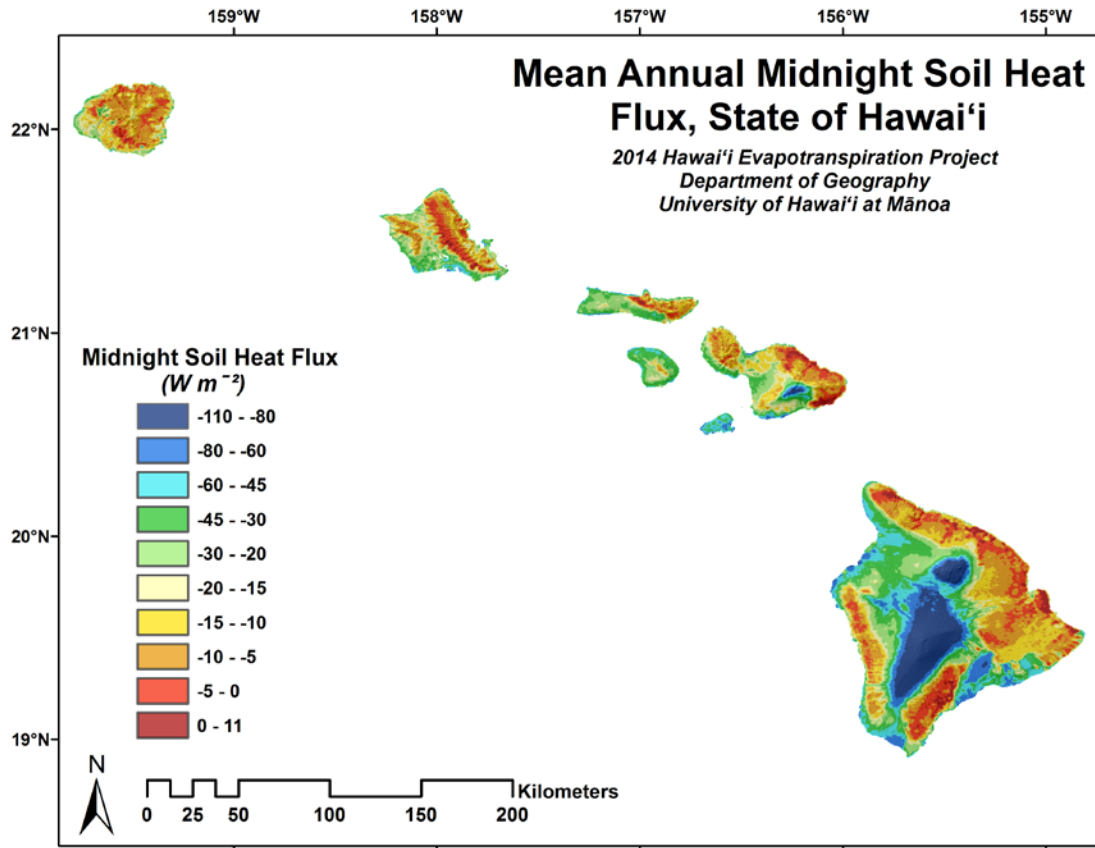 159°W 158°W 157°W 156°W 155°W
Mean Annual Midnight Soil Heat
Flux, State of Hawai‘i
2014 Hawai‘i Evapotranspiration Project
Department of Geography
University of Hawai‘i at Mānoa
22°N
21°N
20°N
19°N
Midnight Soil Heat Flux
(W m⁻²)
-110 - -80
-80 - -60
-60 - -45
-45 - -30
-30 - -20
-20 - -15
-15 - -10
-10 - -5
-5 - 0
0 - 11
N
Kilometers
0 25 50 100 150 200